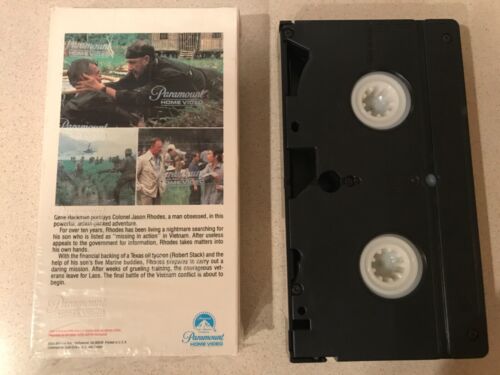 Paramount
HOME VIDEO
Paramount
HOME VIDEO
Gene Hackman portrays Colonel Jason Rhodes, a man obsessed, in this
powerful, action-packed adventure.
For over ten years, Rhodes has been living a nightmare searching for
his son who is listed as "missing in action" in Vietnam. After useless
appeals to the government for information, Rhodes takes matters into
his own hands.
With the financial backing of a Texas oil tycoon (Robert Stack) and the
help of his son's five Marine buddies, Rhodes prepares to carry out a
daring mission. After weeks of grueling training, the courageous vet-
erans leave for Laos. The final battle of the Vietnam conflict is about to
begin.
Paramount
HOME VIDEO